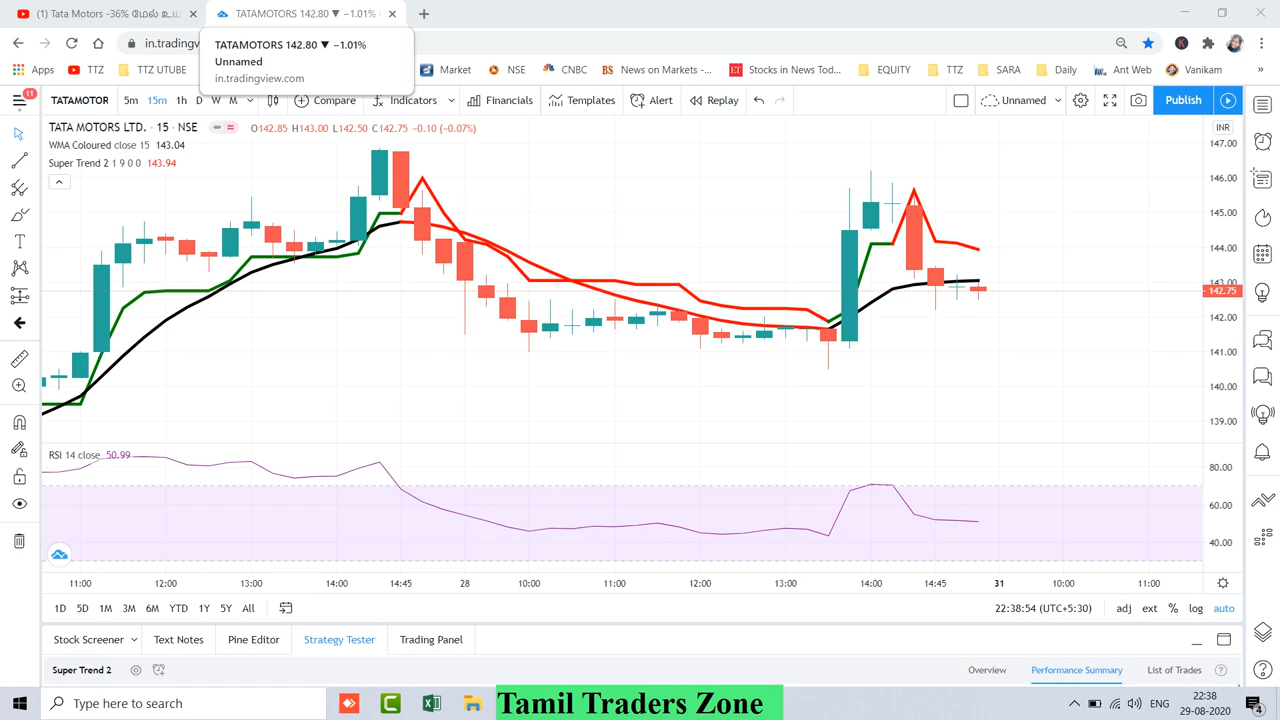 (1) Tata Motors -36% மேல் உய
TATAMOTORS 142.80 ▼ −1.01%
in.tradingv
TATAMOTORS 142.80 ▼ −1.01%
Unnamed
in.tradingview.com
Apps
TTZ
TTZ UTUBE
Market
NSE
CNBC
News on Markets -...
Stocks in News Tod...
EQUITY
TTZ
SARA
Daily
Ant Web
Vanikam
11
TATAMOTOR
5m
15m
1h
D
W
M
Compare
Indicators
Financials
Templates
Alert
Replay
Unnamed
Publish
TATA MOTORS LTD. · 15 · NSE
O142.85 H143.00 L142.50 C142.75 −0.10 (−0.07%)
WMA Coloured close 15 143.04
Super Trend 2 1 9 0 0 143.94
INR
147.00
146.00
145.00
144.00
143.00
142.75
142.00
141.00
140.00
139.00
RSI 14 close 50.99
80.00
60.00
40.00
11:00
12:00
13:00
14:00
14:45
28
10:00
11:00
12:00
13:00
14:00
14:45
31
10:00
11:00
1D
5D
1M
3M
6M
YTD
1Y
5Y
All
22:38:54 (UTC+5:30)
adj
ext
%
log
auto
Stock Screener
Text Notes
Pine Editor
Strategy Tester
Trading Panel
Super Trend 2
Overview
Performance Summary
List of Trades
Type here to search
Tamil Traders Zone
ENG
22:38
29-08-2020
4